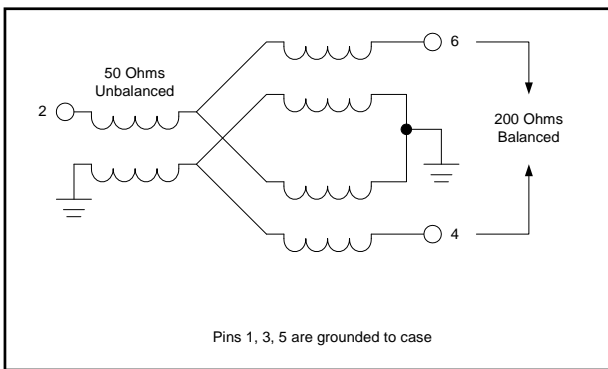 6
50 Ohms
Unbalanced
2
200 Ohms
Balanced
4
Pins 1, 3, 5 are grounded to case